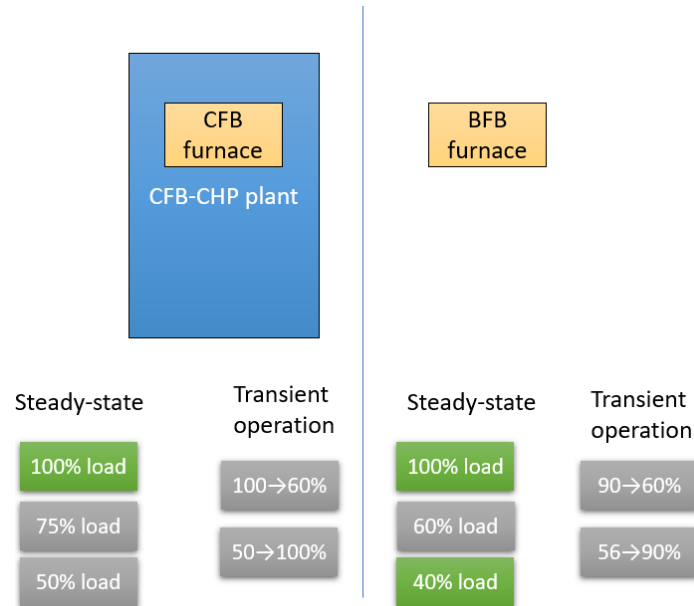 CFB
furnace
CFB-CHP plant
BFB
furnace
Steady-state
Transient
operation
100% load
75% load
50% load
100→60%
50→100%
Steady-state
Transient
operation
100% load
60% load
40% load
90→60%
56→90%